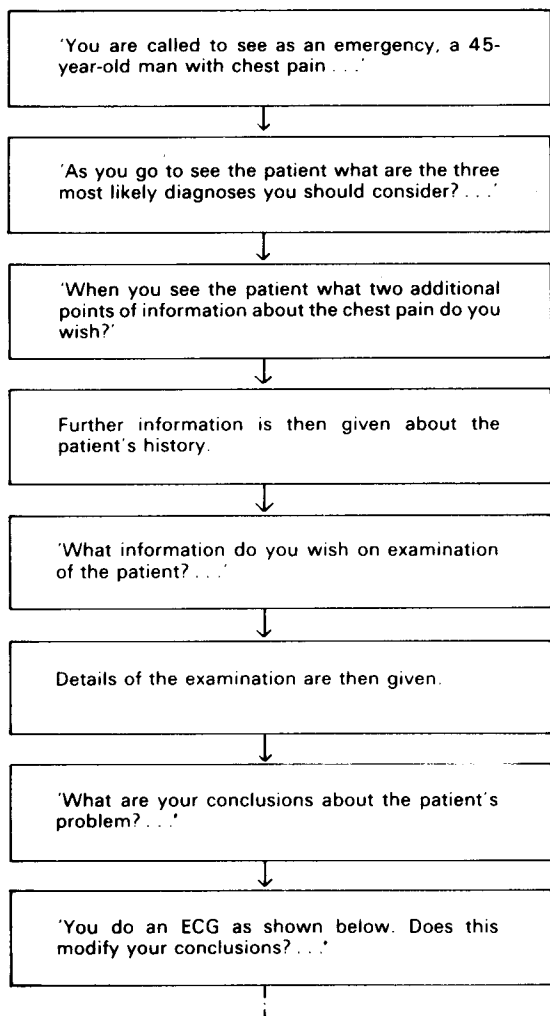 'You are called to see as an emergency, a 45-
year-old man with chest pain . . .'
'As you go to see the patient what are the three
most likely diagnoses you should consider? . . .'
'When you see the patient what two additional
points of information about the chest pain do you
wish?'
Further information is then given about the
patient's history.
'What information do you wish on examination
of the patient? . . .'
Details of the examination are then given.
'What are your conclusions about the patient's
problem? . . .'
'You do an ECG as shown below. Does this
modify your conclusions? . . .'